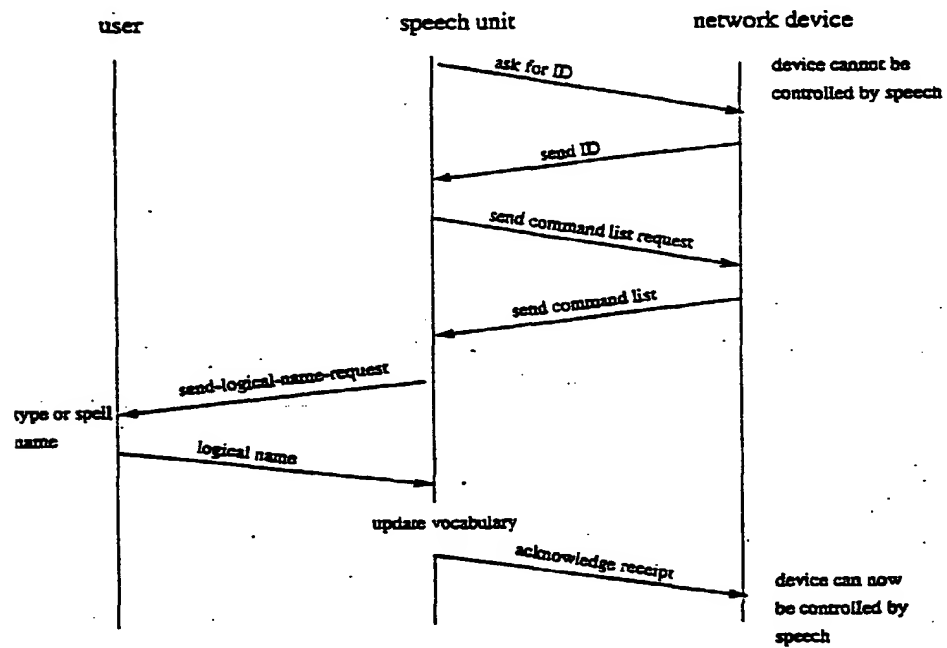 user
speech unit
network device
ask for ID
device cannot be
controlled by speech
send ID
send command list request
send command list
send-logical-name-request
type or spell
name
logical name
update vocabulary
acknowledge receipt
device can now
be controlled by
speech